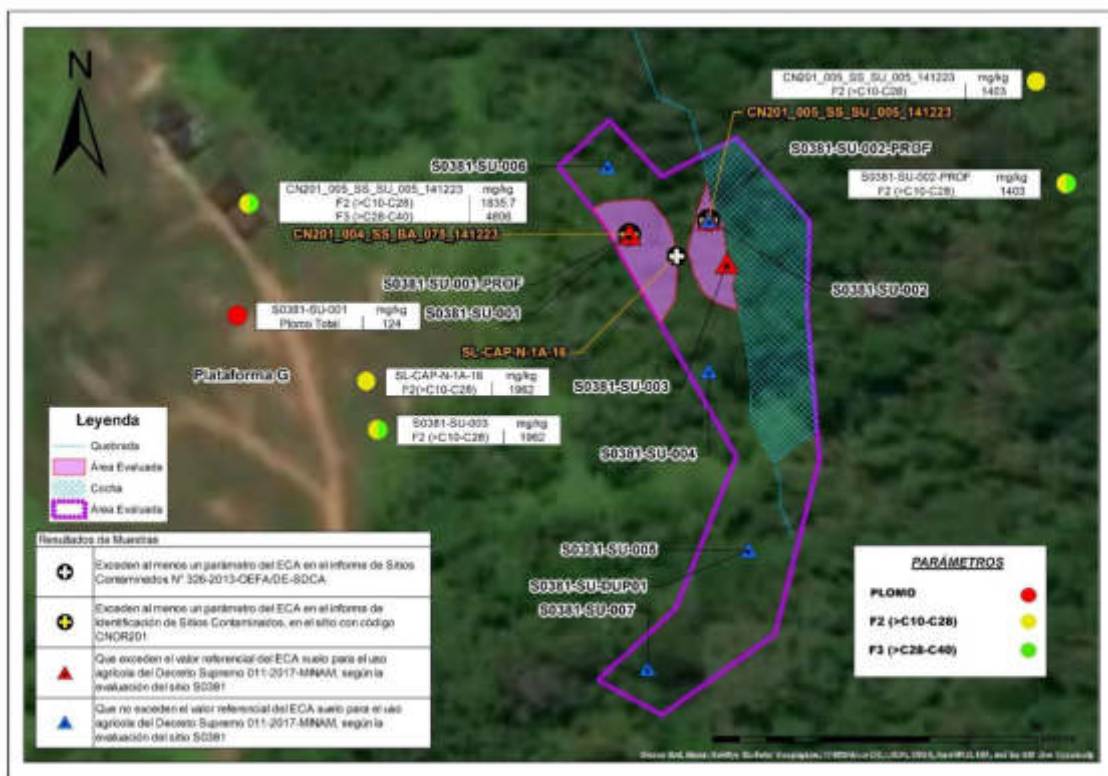 N
CN201_005_SS_SU_005_141223 mg/kg
F2 (>C10-C28) 1403
CN201_005_SS_SU_005_141223
S0381-SU-002-PROF
S0381-SU-006
S0381-SU-002-PROF mg/kg
F2 (>C10-C28) 1403
CN201_005_SS_SU_005_141223 mg/kg
F2 (>C10-C28) 1835.7
F3 (>C28-C40) 4806
CN201_004_SS_BA_075_141223
S0381-SU-001-PROF
S0381-SU-002
S0381-SU-001 mg/kg
Plomo Total 124
S0381-SU-001
SL-CAP-N-1A-16
Plataforma G
SL-CAP-N-1A-16 mg/kg
F2(>C10-C28) 1962
S0381-SU-003
S0381-SU-003 mg/kg
F2 (>C10-C28) 1962
S0381-SU-004
Leyenda
Quebrada
Área Evaluada
Cocha
Área Evaluada
S0381-SU-005
S0381-SU-DUP01
S0381-SU-007
Resultados de Muestras
Exceden al menos un parámetro del ECA en el informe de Sitios
Contaminados N° 326-2013-OEFA/DE-SDCA
Exceden al menos un parámetro del ECA en el informe de
Identificación de Sitios Contaminados, en el sitio con código
CNOR201
Que exceden el valor referencial del ECA suelo para el uso
agrícola del Decreto Supremo 011-2017-MINAM, según la
evaluación del sitio S0381
Que no exceden el valor referencial del ECA suelo para el uso
agrícola del Decreto Supremo 011-2017-MINAM, según la
evaluación del sitio S0381
PARÁMETROS
PLOMO
F2 (>C10-C28)
F3 (>C28-C40)